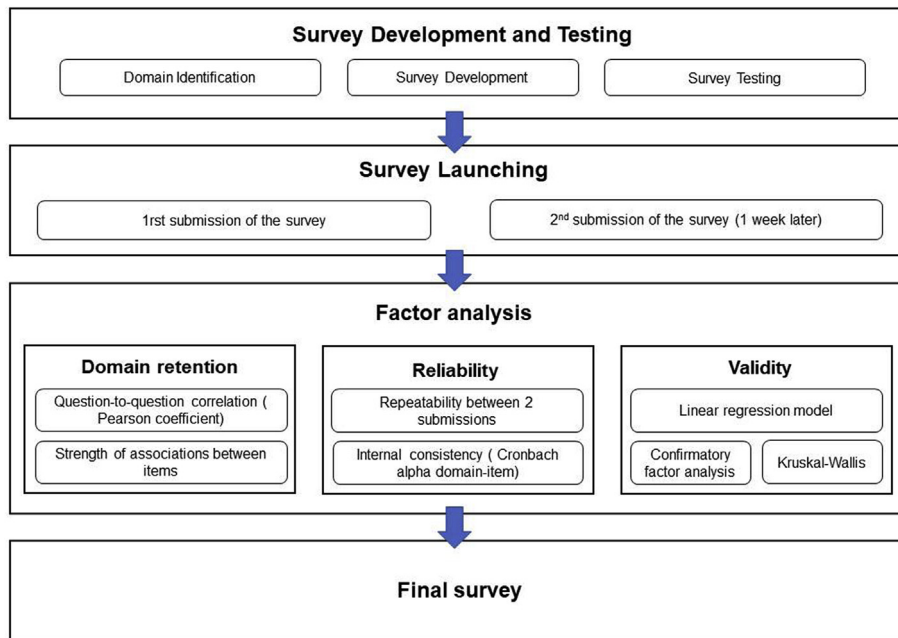 Survey Development and Testing
Domain Identification
Survey Development
Survey Testing
Survey Launching
1rst submission of the survey
2nd submission of the survey (1 week later)
Factor analysis
Domain retention
Question-to-question correlation (
Pearson coefficient)
Strength of associations between
items
Reliability
Repeatability between 2
submissions
Internal consistency ( Cronbach
alpha domain-item)
Validity
Linear regression model
Confirmatory
factor analysis
Kruskal-Wallis
Final survey